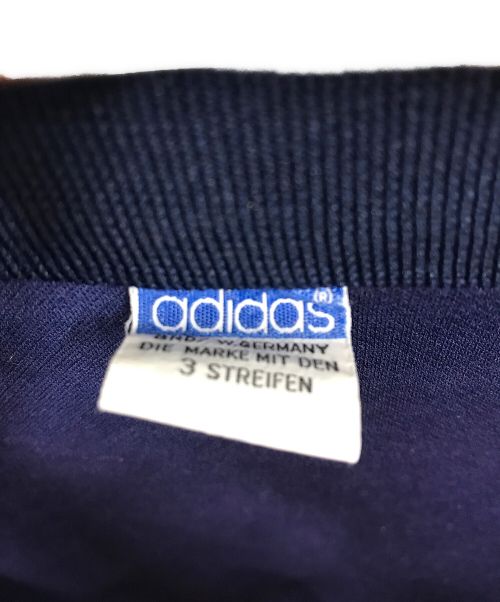 adidas (R)
W. GERMANY
DIE MARKE MIT DEN
3 STREIFEN